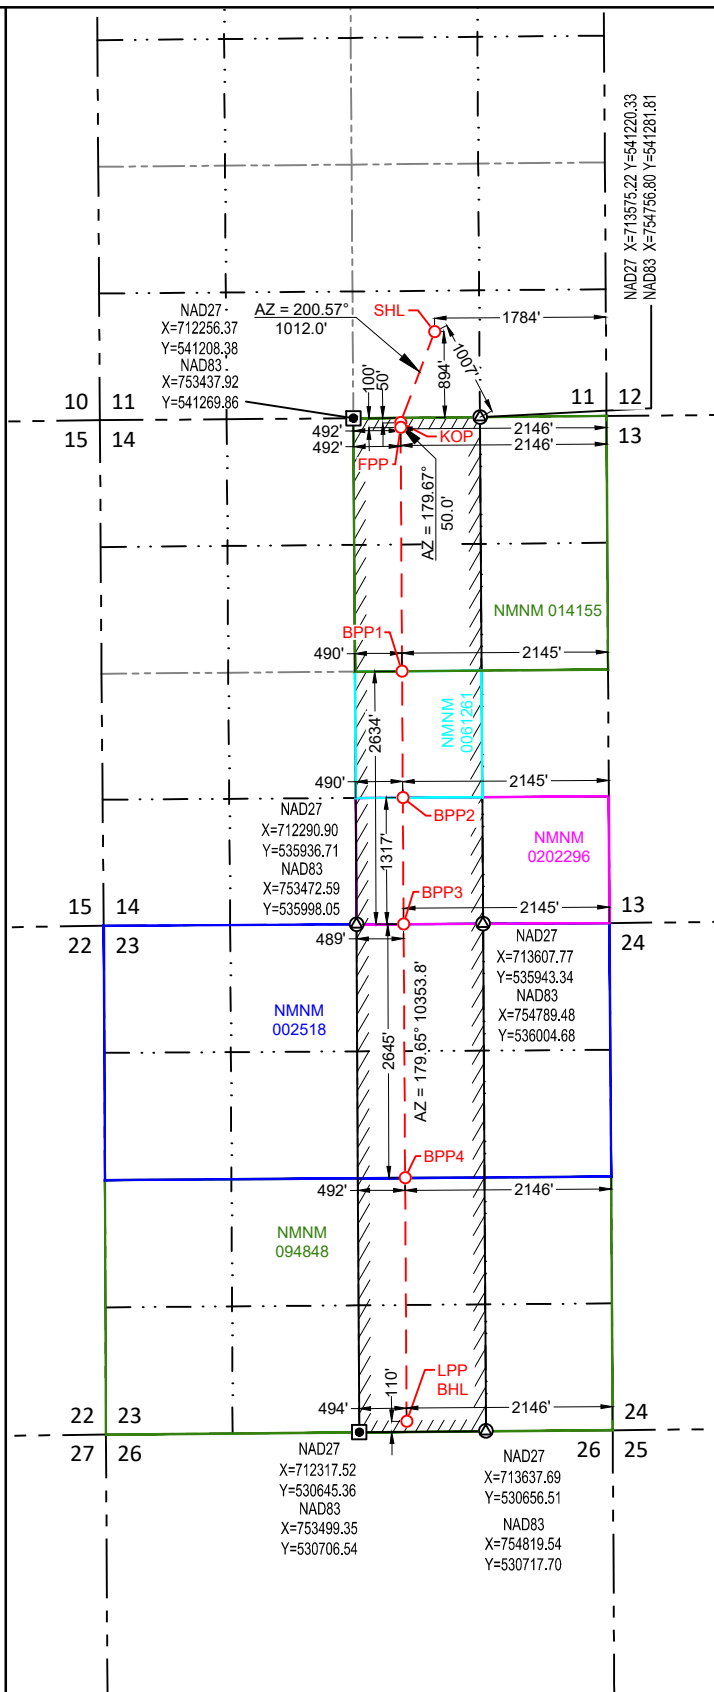 NAD27 X=713575.22 Y=541220.33
NAD83 X=754756.80 Y=541281.81
NAD27
X=712256.37
Y=541208.38
NAD83
X=753437.92
Y=541269.86
AZ = 200.57°
1012.0'
SHL
1784'
1007'
894'
100'
50'
10 11
11 12
15 14
13
492'
492'
KOP
FPP
2146'
2146'
AZ = 179.67°
50.0'
NMNM 014155
BPP1
490'
2145'
2634'
NMNM
0061261
490'
2145'
BPP2
1317'
NAD27
X=712290.90
Y=535936.71
NAD83
X=753472.59
Y=535998.05
NMNM
0202296
BPP3
2145'
15 14
13
22 23
24
489'
NAD27
X=713607.77
Y=535943.34
NAD83
X=754789.48
Y=536004.68
NMNM
002518
2645'
AZ = 179.65° 10353.8'
BPP4
492'
2146'
NMNM
094848
LPP
BHL
110'
494'
2146'
22 23
24
27 26
26 25
NAD27
X=712317.52
Y=530645.36
NAD83
X=753499.35
Y=530706.54
NAD27
X=713637.69
Y=530656.51
NAD83
X=754819.54
Y=530717.70